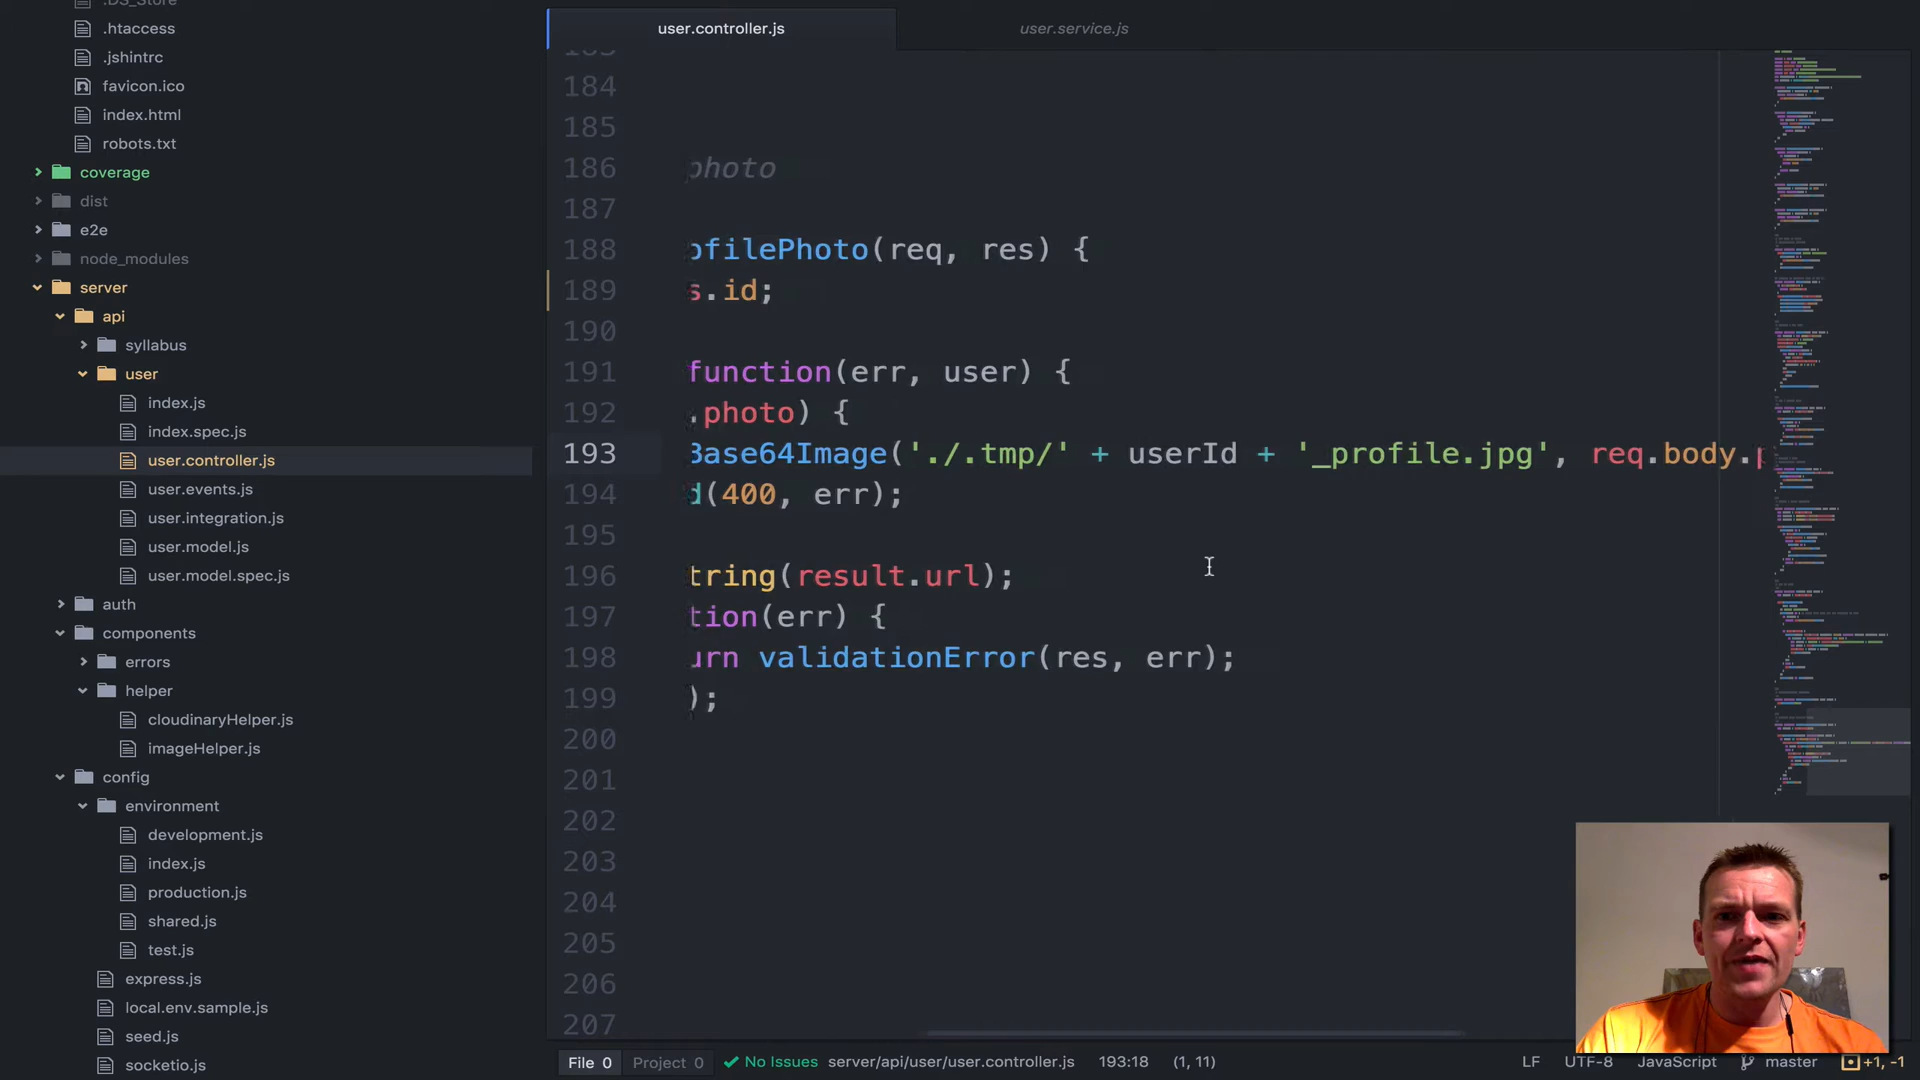 .DS_Store
.htaccess
.jshintrc
favicon.ico
index.html
robots.txt
coverage
dist
e2e
node_modules
server
api
syllabus
user
index.js
index.spec.js
user.controller.js
user.events.js
user.integration.js
user.model.js
user.model.spec.js
auth
components
errors
helper
cloudinaryHelper.js
imageHelper.js
config
environment
development.js
index.js
production.js
shared.js
test.js
express.js
local.env.sample.js
seed.js
socketio.js
user.controller.js
user.service.js
184
185
186 photo
187
188 ofilePhoto(req, res) {
189 s.id;
190
191 function(err, user) {
192 .photo) {
193 Base64Image('./.tmp/' + userId + '_profile.jpg', req.body.p
194 d(400, err);
195
196 tring(result.url);
197 tion(err) {
198 urn validationError(res, err);
199 );
200
201
202
203
204
205
206
207
File 0 Project 0 No Issues server/api/user/user.controller.js 193:18 (1, 11) LF UTF-8 JavaScript master +1, -1